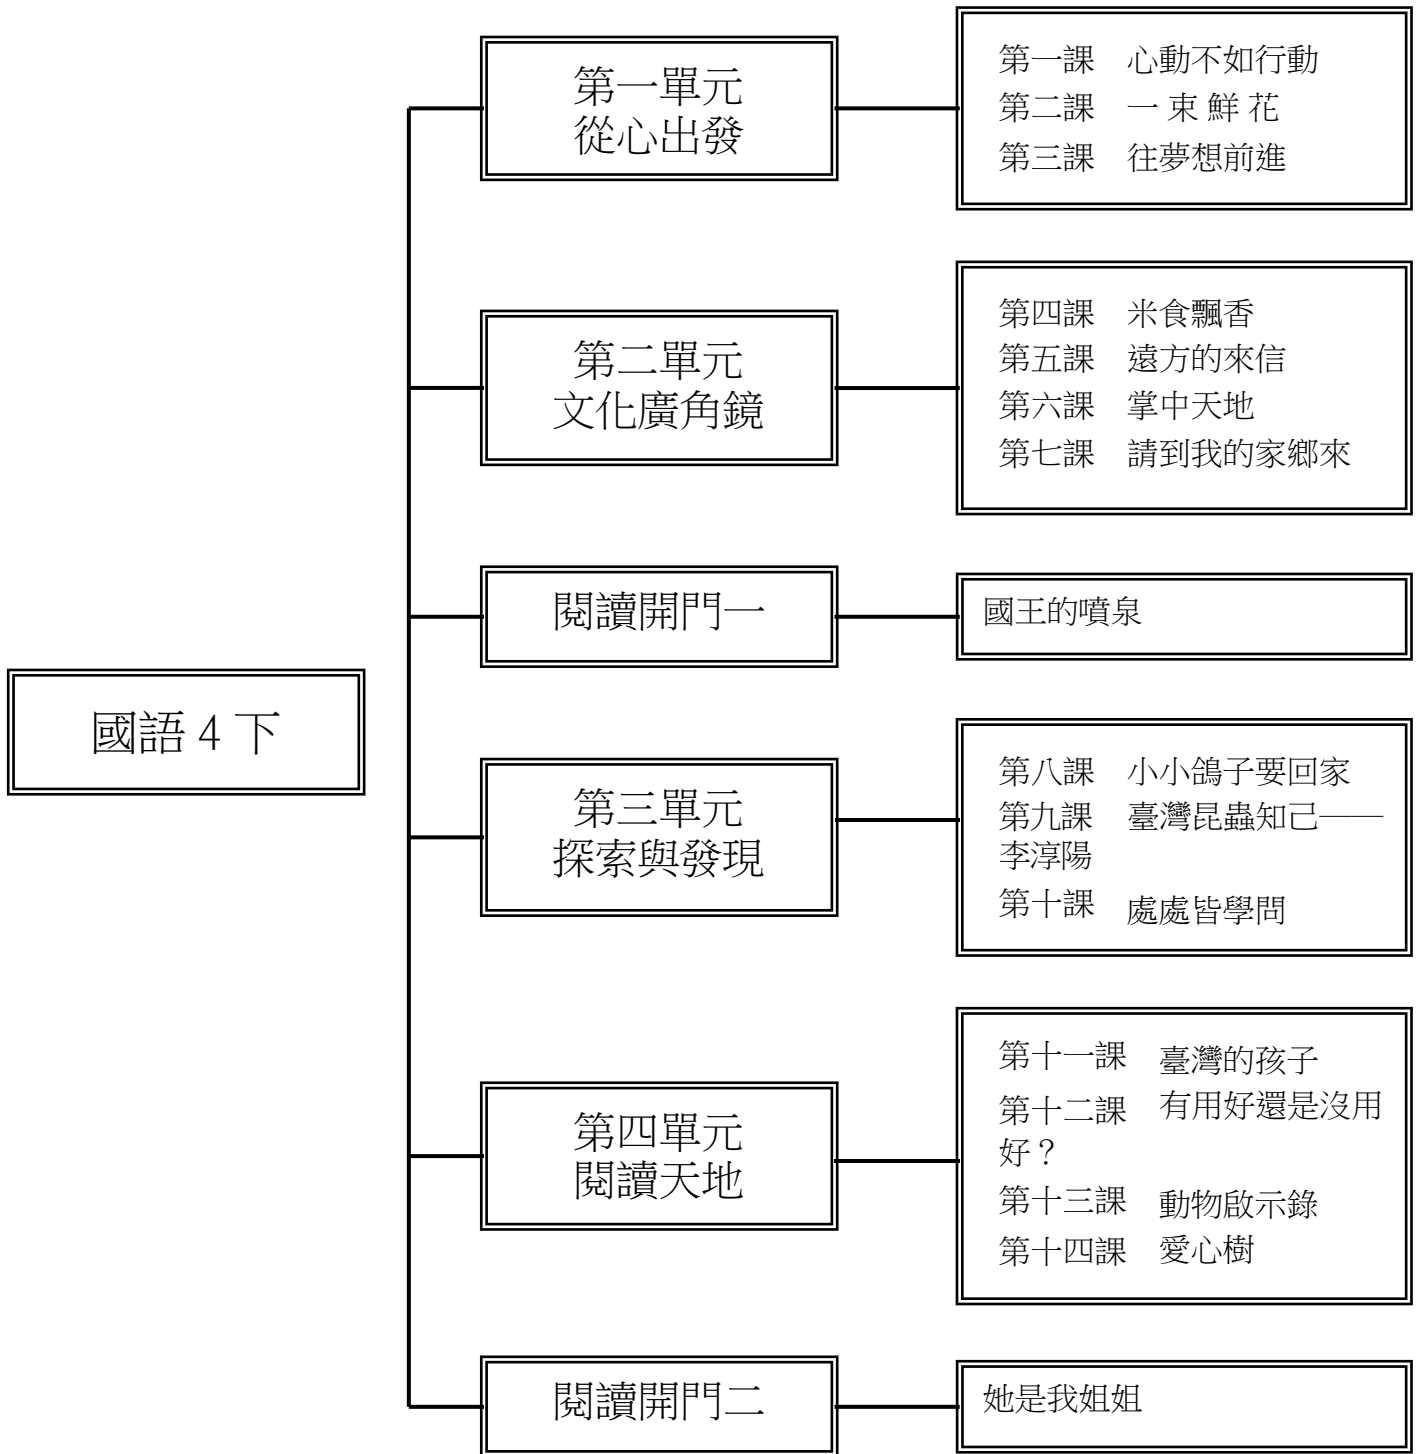 第一單元
從心出發
第一課 心動不如行動
第二課 一束鮮花
第三課 往夢想前進
第二單元
文化廣角鏡
第四課 米食飄香
第五課 遠方的來信
第六課 掌中天地
第七課 請到我的家鄉來
閱讀開門一
國王的噴泉
國語4下
第三單元
探索與發現
第八課 小小鴿子要回家
第九課 臺灣昆蟲知己——
李淳陽
第十課 處處皆學問
第四單元
閱讀天地
第十一課 臺灣的孩子
第十二課 有用好還是沒用
好？
第十三課 動物啟示錄
第十四課 愛心樹
閱讀開門二
她是我姐姐